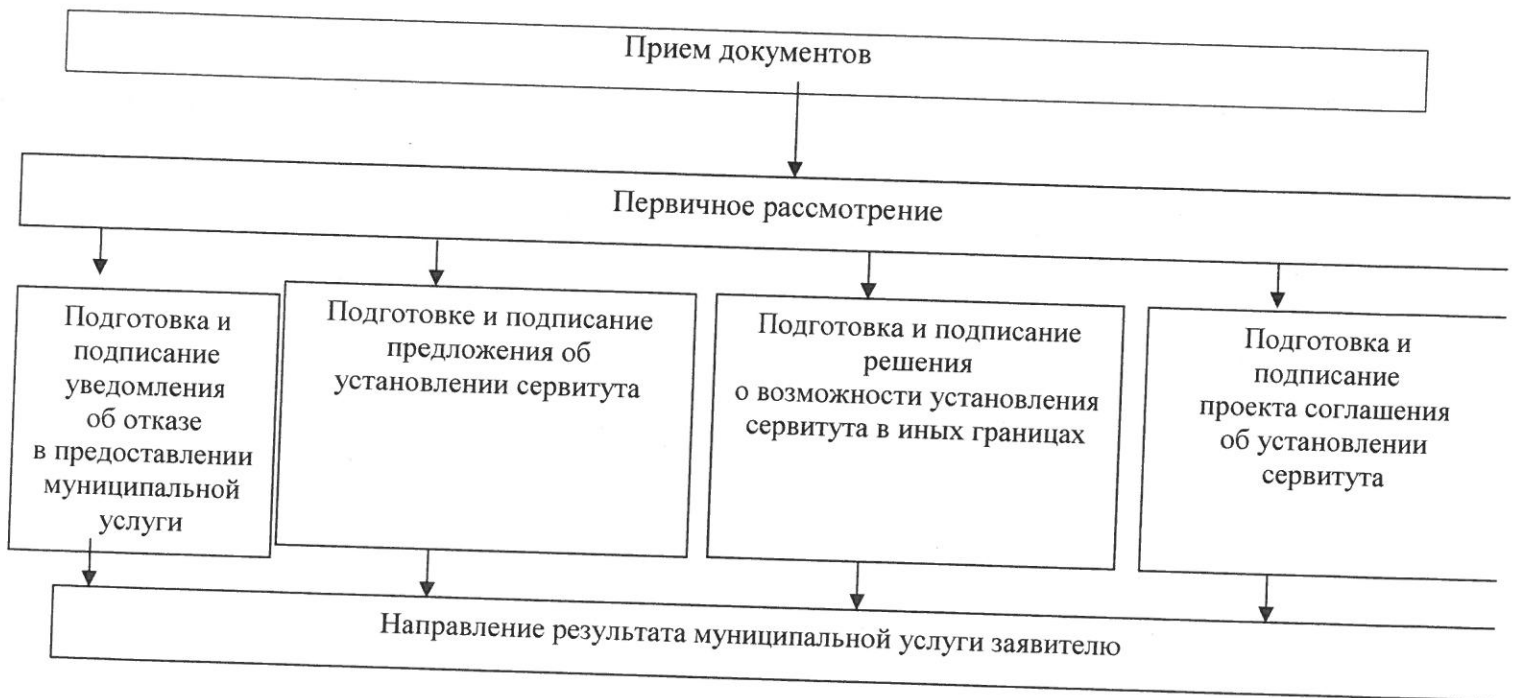 Прием документов
Первичное рассмотрение
Подготовка и
подписание
уведомления
об отказе
в предоставлении
муниципальной
услуги
Подготовке и подписание
предложения об
установлении сервитута
Подготовка и подписание
решения
о возможности установления
сервитута в иных границах
Подготовка и
подписание
проекта соглашения
об установлении
сервитута
Направление результата муниципальной услуги заявителю